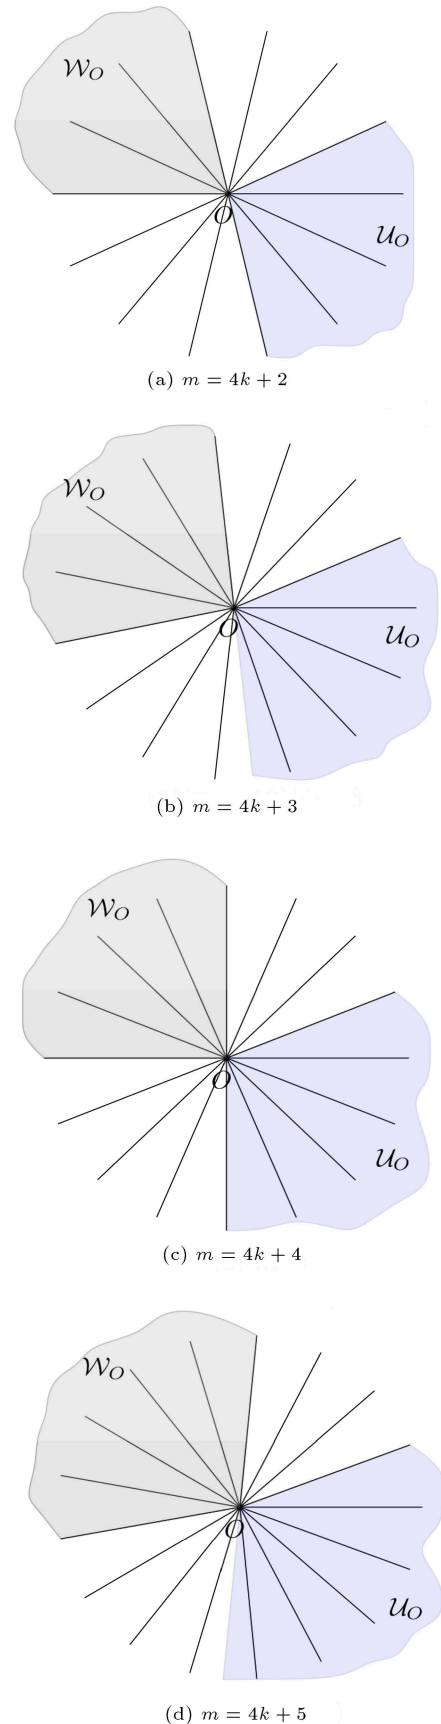 𝒲_O
𝒰_O
O
(a) m = 4k + 2
𝒲_O
O
𝒰_O
(b) m = 4k + 3
𝒲_O
O
𝒰_O
(c) m = 4k + 4
𝒲_O
O
𝒰_O
(d) m = 4k + 5